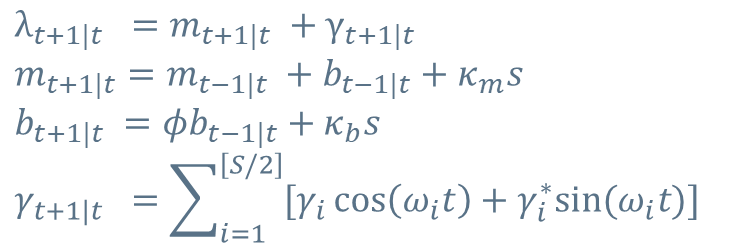 λ_{t+1|t} = m_{t+1|t} + γ_{t+1|t}
m_{t+1|t} = m_{t−1|t} + b_{t−1|t} + κ_m s
b_{t+1|t} = ϕb_{t−1|t} + κ_b s
γ_{t+1|t} = ∑_{i=1}^{[S/2]} [γ_i cos(ω_i t) + γ_i^* sin(ω_i t)]